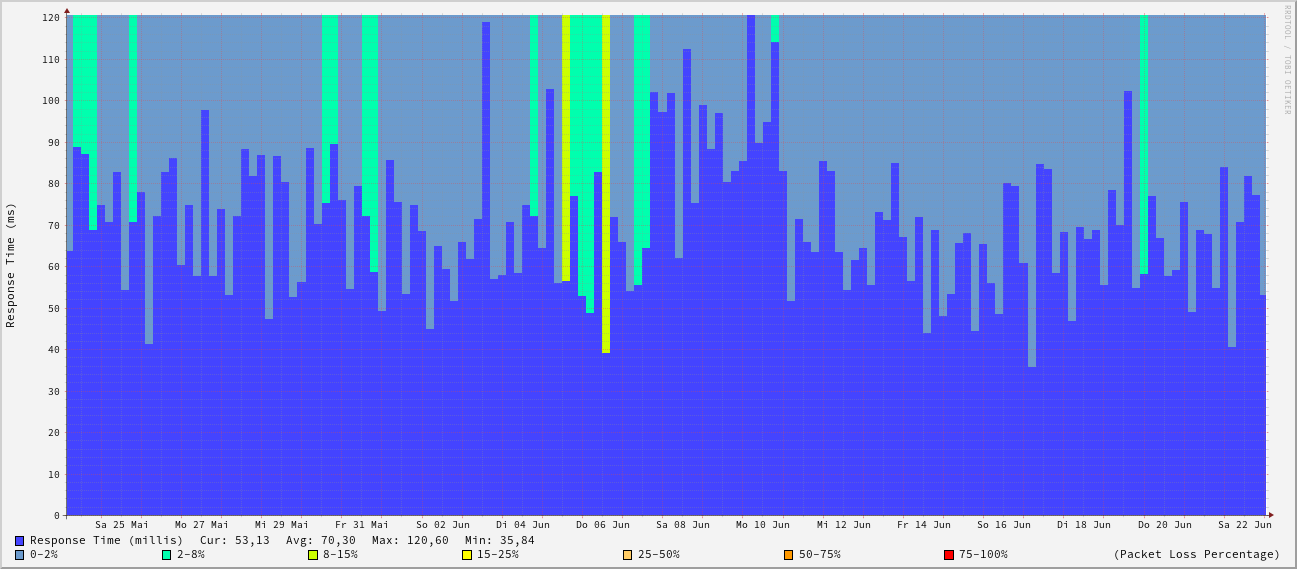 RRDTOOL / TOBI OETIKER
Response Time (ms)
120
110
100
90
80
70
60
50
40
30
20
10
0
Sa 25 Mai Mo 27 Mai Mi 29 Mai Fr 31 Mai So 02 Jun Di 04 Jun Do 06 Jun Sa 08 Jun Mo 10 Jun Mi 12 Jun Fr 14 Jun So 16 Jun Di 18 Jun Do 20 Jun Sa 22 Jun
Response Time (millis) Cur: 53,13 Avg: 70,30 Max: 120,60 Min: 35,84
0-2% 2-8% 8-15% 15-25% 25-50% 50-75% 75-100% (Packet Loss Percentage)